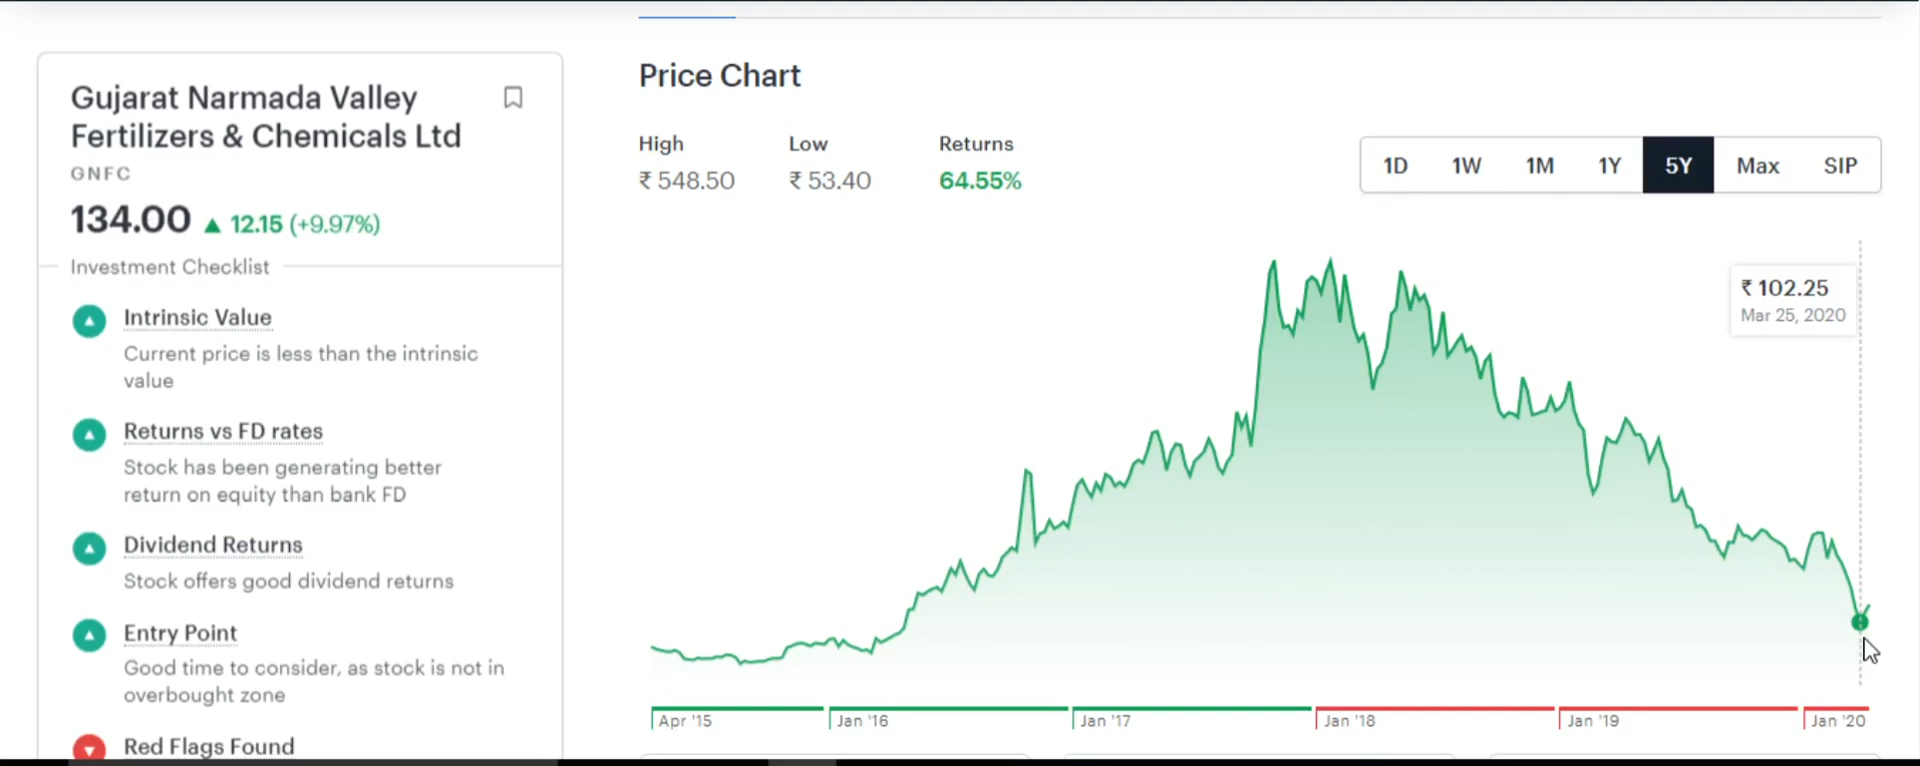 Gujarat Narmada Valley
Fertilizers & Chemicals Ltd
GNFC
134.00 ▲ 12.15 (+9.97%)
Investment Checklist
Intrinsic Value
Current price is less than the intrinsic
value
Returns vs FD rates
Stock has been generating better
return on equity than bank FD
Dividend Returns
Stock offers good dividend returns
Entry Point
Good time to consider, as stock is not in
overbought zone
Red Flags Found
Price Chart
High Low Returns
₹ 548.50 ₹ 53.40 64.55%
1D 1W 1M 1Y 5Y Max SIP
₹ 102.25
Mar 25, 2020
Apr '15 Jan '16 Jan '17 Jan '18 Jan '19 Jan '20